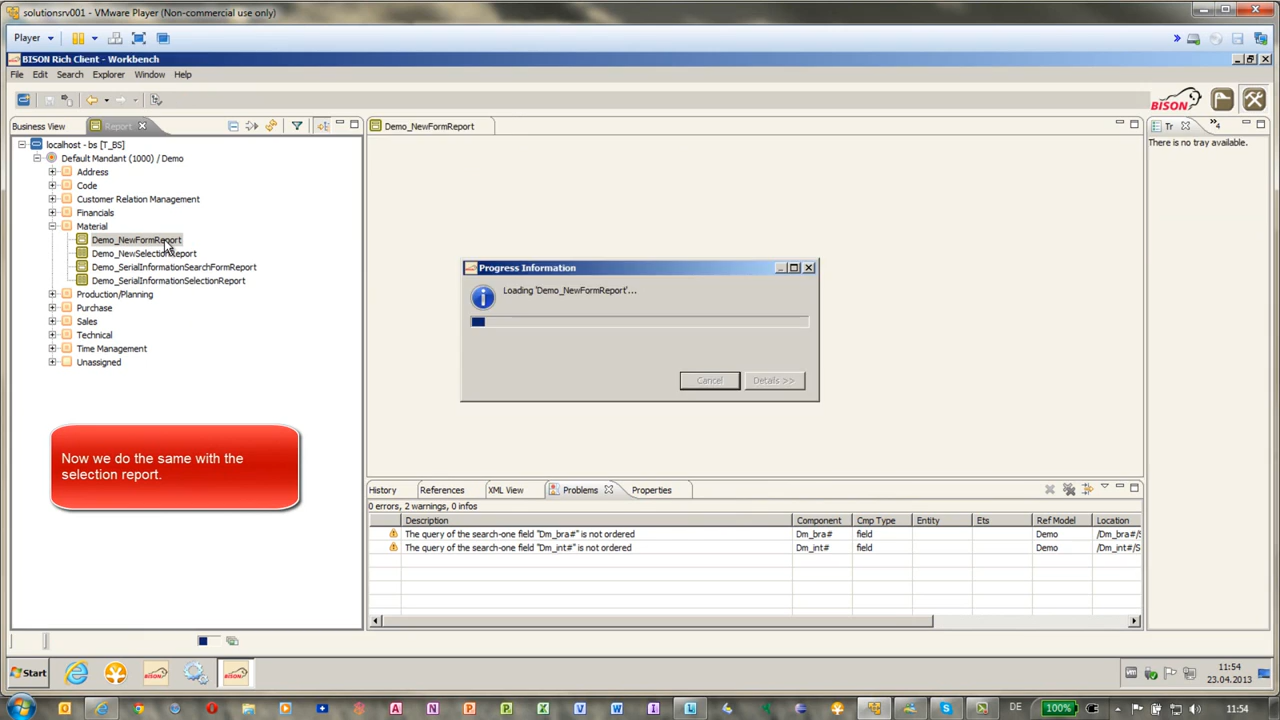 solutionsrv001 - VMware Player (Non-commercial use only)
Player
BISON Rich Client - Workbench
File Edit Search Explorer Window Help
BISON
Business View Report
Demo_NewFormReport
Tr 4
localhost - bs [T_BS]
There is no tray available.
Default Mandant (1000) / Demo
Address
Code
Customer Relation Management
Financials
Material
Demo_NewFormReport
Demo_NewSelectionReport
Demo_SerialInformationSearchFormReport
Demo_SerialInformationSelectionReport
Production/Planning
Purchase
Sales
Technical
Time Management
Unassigned
Progress Information
Loading 'Demo_NewFormReport'...
Cancel Details >>
Now we do the same with the
selection report.
History References XML View Problems Properties
0 errors, 2 warnings, 0 infos
Description Component Cmp Type Entity Ets Ref Model Location
The query of the search-one field "Dm_bra#" is not ordered Dm_bra# field Demo /Dm_bra#/S
The query of the search-one field "Dm_int#" is not ordered Dm_int# field Demo /Dm_int#/S
Start
11:54
23.04.2013
DE 100% 11:54